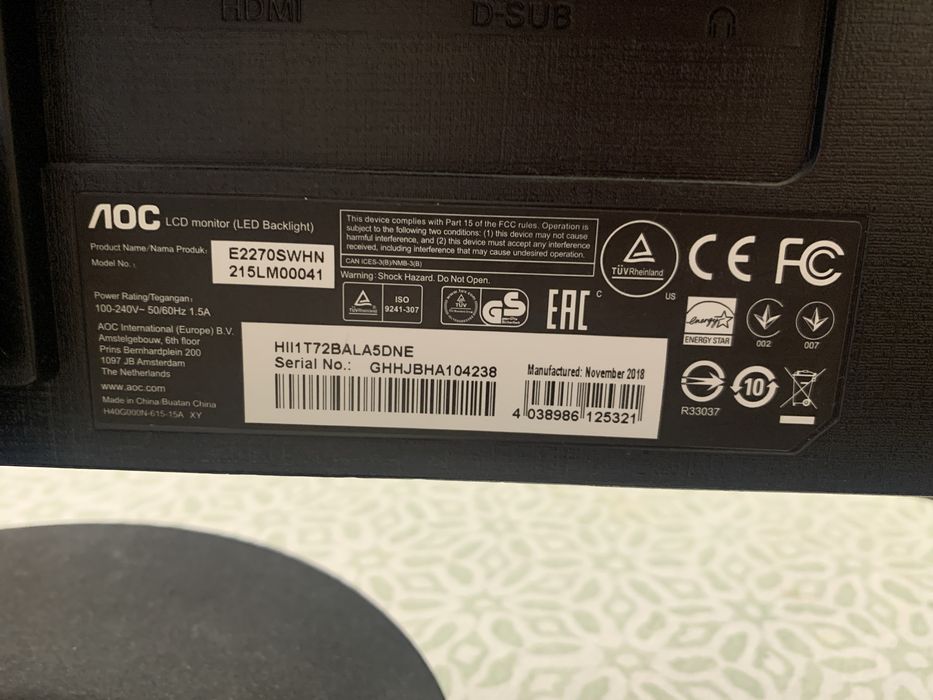 HDMI
D-SUB
AOC LCD monitor (LED Backlight)
Product Name/Nama Produk:
Model No. :
E2270SWHN
215LM00041
Power Rating/Tegangan:
100-240V~ 50/60Hz 1.5A
AOC International (Europe) B.V.
Amstelgebouw, 6th floor
Prins Bernhardplein 200
1097 JB Amsterdam
The Netherlands
www.aoc.com
Made in China/Buatan China
H40G000N-615-15A XY
This device complies with Part 15 of the FCC rules. Operation is
subject to the following two conditions: (1) this device may not cause
harmful interference, and (2) this device must accept any interference
received, including interference that may cause undesired operation.
CAN ICES-3(B)/NMB-3(B)
Warning: Shock Hazard. Do Not Open.
TÜVRheinland
ISO
9241-307
TÜV
GS
EAC
TÜVRheinland
C
US
CE
FC
energy
ENERGY STAR
002
007
R33037
10
HII1T72BALA5DNE
Serial No.: GHHJBHA104238
Manufactured: November 2018
4 038986 125321